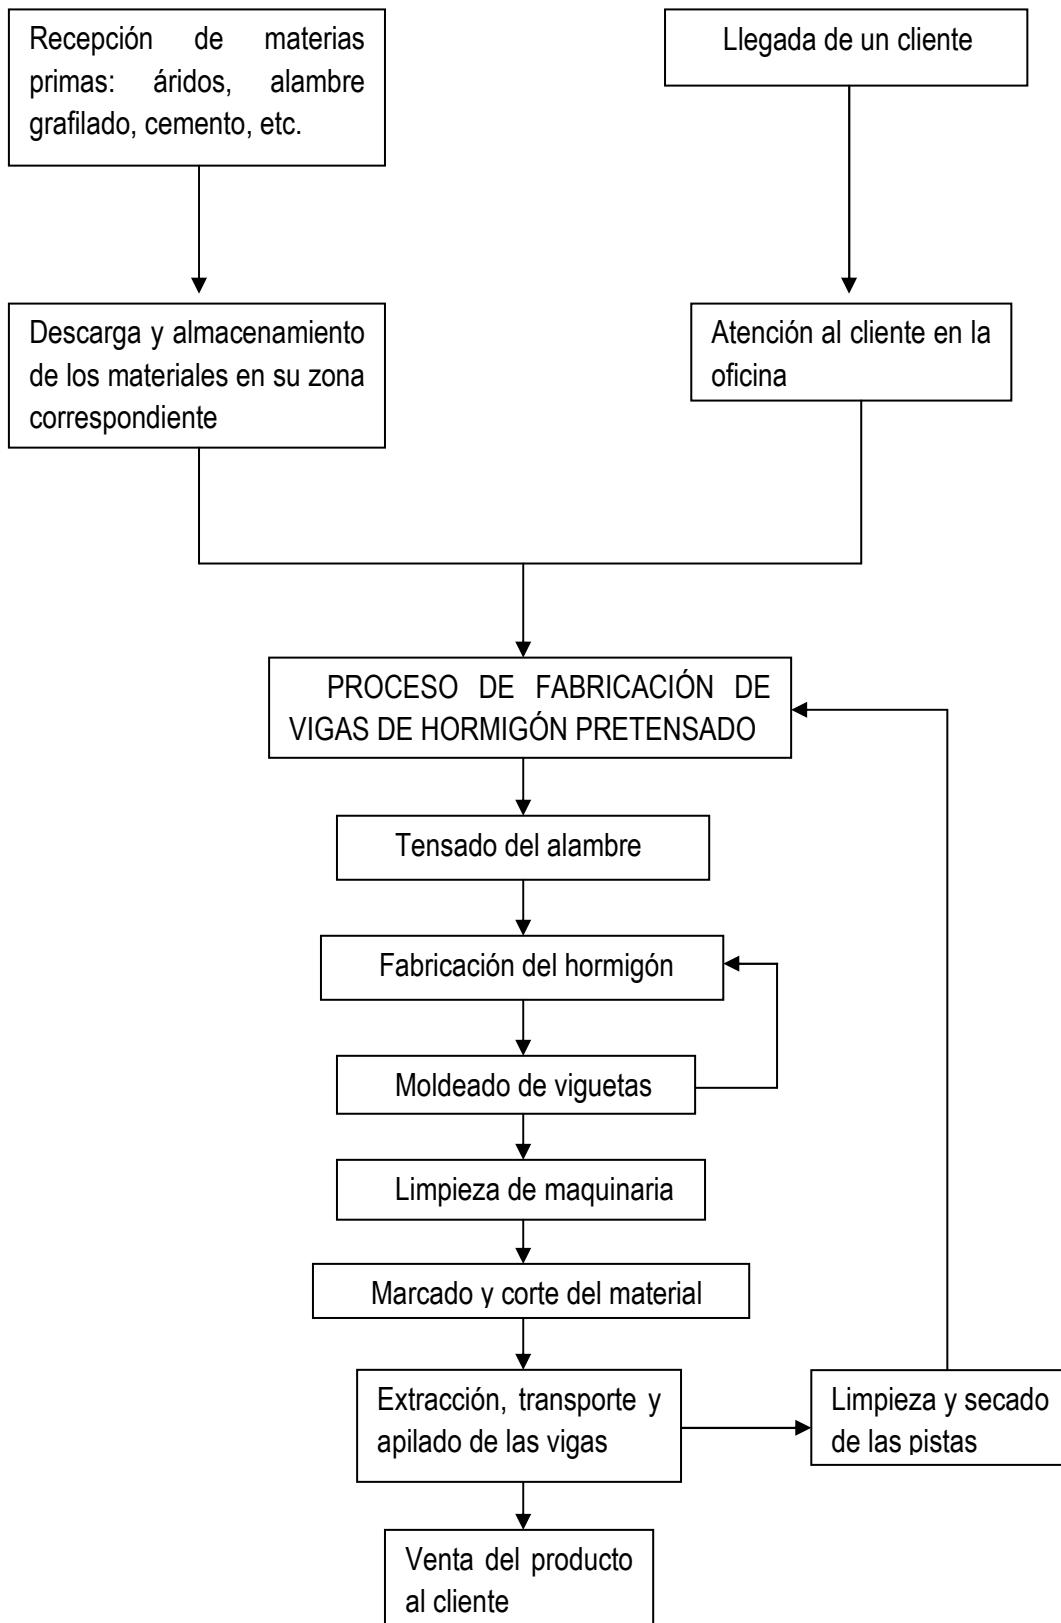 Recepción de materias
primas: áridos, alambre
grafilado, cemento, etc.
Llegada de un cliente
Descarga y almacenamiento
de los materiales en su zona
correspondiente
Atención al cliente en la
oficina
PROCESO DE FABRICACIÓN DE
VIGAS DE HORMIGÓN PRETENSADO
Tensado del alambre
Fabricación del hormigón
Moldeado de viguetas
Limpieza de maquinaria
Marcado y corte del material
Extracción, transporte y
apilado de las vigas
Limpieza y secado
de las pistas
Venta del producto
al cliente